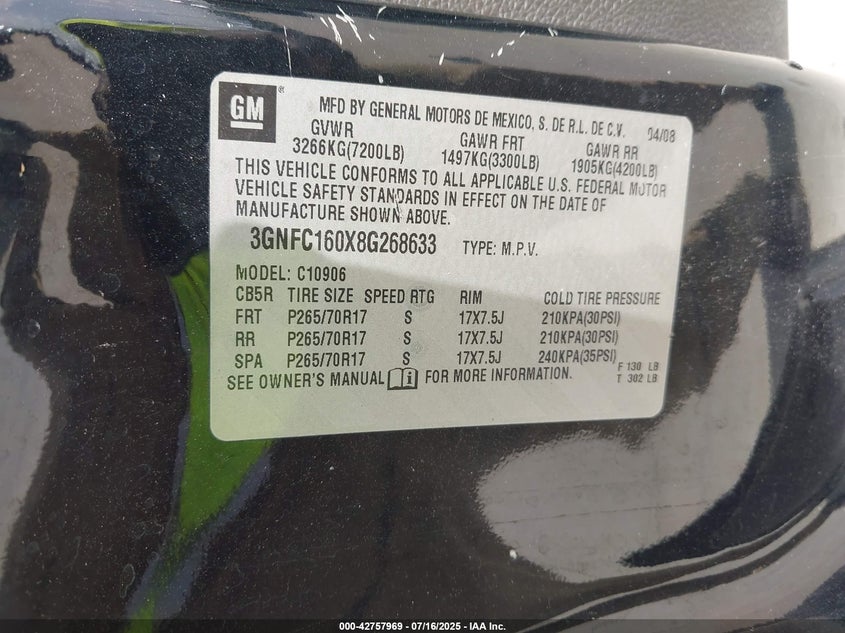 GM ®
MFD BY GENERAL MOTORS DE MEXICO, S. DE R.L. DE C.V. 04/08
GVWR GAWR FRT GAWR RR
3266KG(7200LB) 1497KG(3300LB) 1905KG(4200LB)
THIS VEHICLE CONFORMS TO ALL APPLICABLE U.S. FEDERAL MOTOR
VEHICLE SAFETY STANDARDS IN EFFECT ON THE DATE OF
MANUFACTURE SHOWN ABOVE.
3GNFC160X8G268633 TYPE: M.P.V.
MODEL: C10906
CB5R TIRE SIZE SPEED RTG RIM COLD TIRE PRESSURE
FRT P265/70R17 S 17X7.5J 210KPA(30PSI)
RR P265/70R17 S 17X7.5J 210KPA(30PSI)
SPA P265/70R17 S 17X7.5J 240KPA(35PSI)
F 130 LB
T 302 LB
SEE OWNER'S MANUAL i FOR MORE INFORMATION.
000-42757969 - 07/16/2025 - IAA Inc.